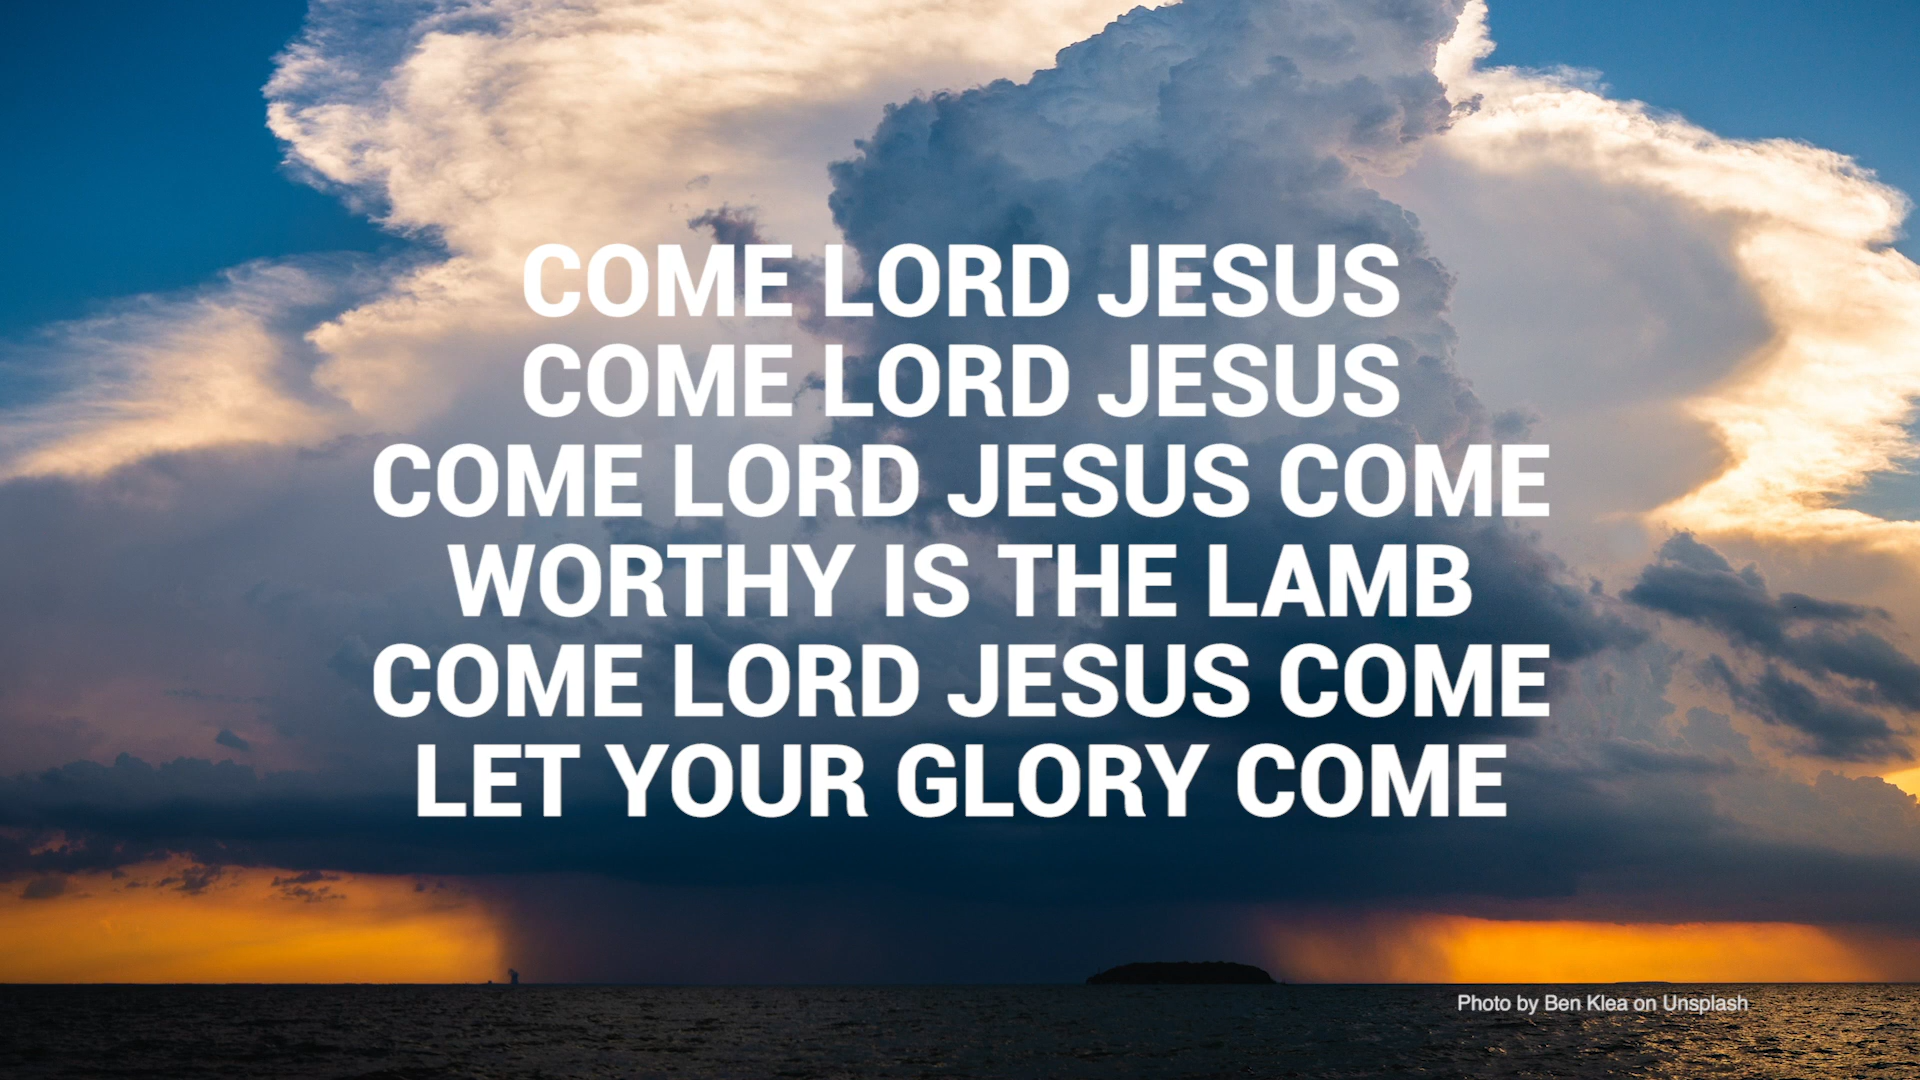 COME LORD JESUS
COME LORD JESUS
COME LORD JESUS COME
WORTHY IS THE LAMB
COME LORD JESUS COME
LET YOUR GLORY COME
Photo by Ben Klea on Unsplash